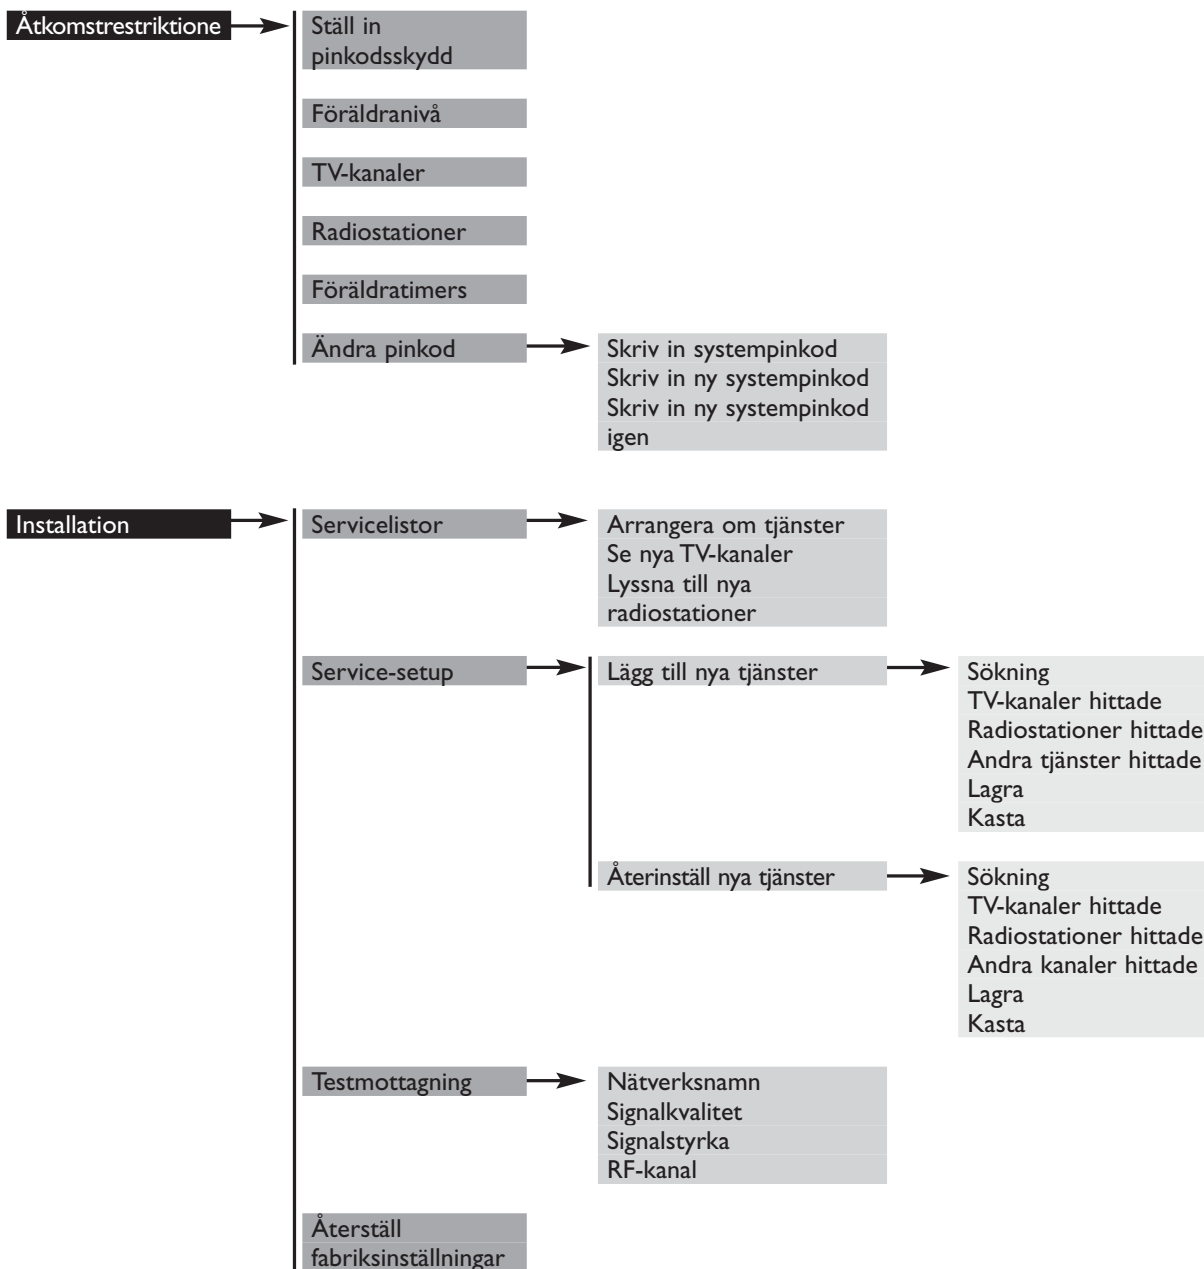 Åtkomstrestriktione
Ställ in
pinkodsskydd
Föräldranivå
TV-kanaler
Radiostationer
Föräldratimers
Ändra pinkod
Skriv in systempinkod
Skriv in ny systempinkod
Skriv in ny systempinkod
igen
Installation
Servicelistor
Arrangera om tjänster
Se nya TV-kanaler
Lyssna till nya
radiostationer
Service-setup
Lägg till nya tjänster
Sökning
TV-kanaler hittade
Radiostationer hittade
Andra tjänster hittade
Lagra
Kasta
Återinställ nya tjänster
Sökning
TV-kanaler hittade
Radiostationer hittade
Andra kanaler hittade
Lagra
Kasta
Testmottagning
Nätverksnamn
Signalkvalitet
Signalstyrka
RF-kanal
Återställ
fabriksinställningar